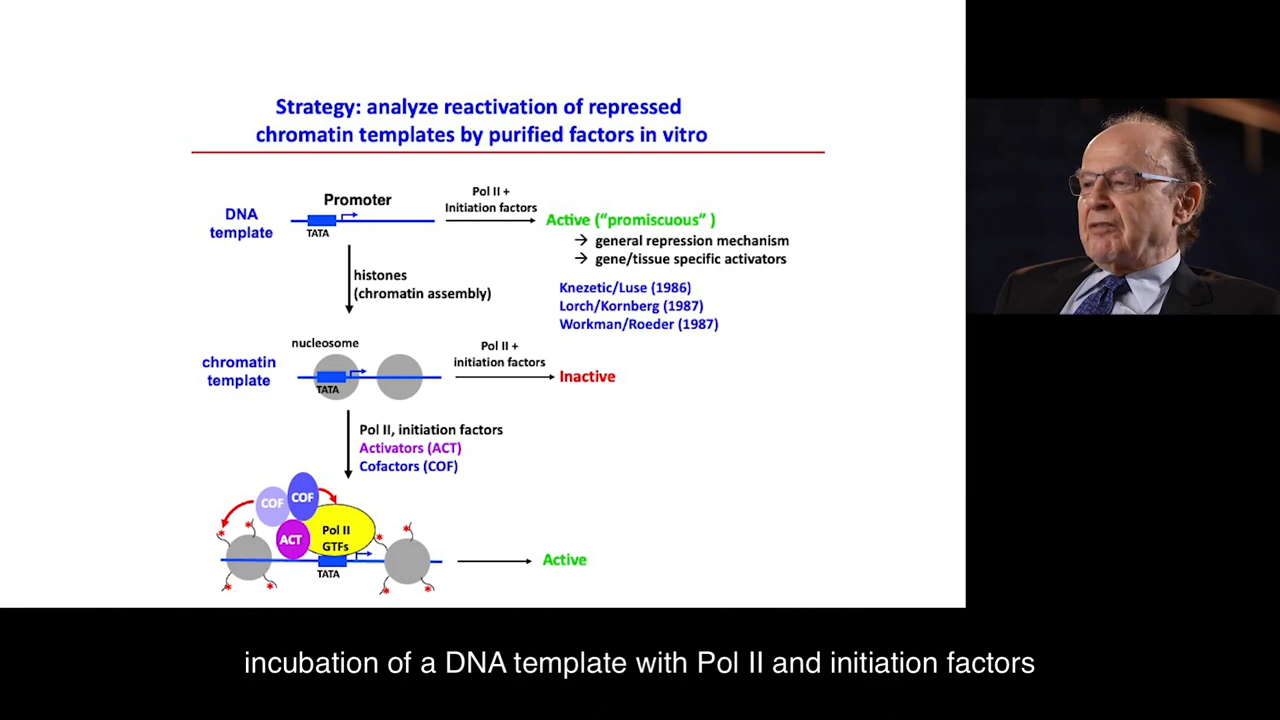 Strategy: analyze reactivation of repressed
chromatin templates by purified factors in vitro
DNA
template
Promoter
TATA
Pol II +
Initiation factors
Active (“promiscuous” )
→ general repression mechanism
→ gene/tissue specific activators
histones
(chromatin assembly)
Knezetic/Luse (1986)
Lorch/Kornberg (1987)
Workman/Roeder (1987)
nucleosome
chromatin
template
TATA
Pol II +
initiation factors
Inactive
Pol II, initiation factors
Activators (ACT)
Cofactors (COF)
COF
COF
ACT
Pol II
GTFs
TATA
Active
incubation of a DNA template with Pol II and initiation factors